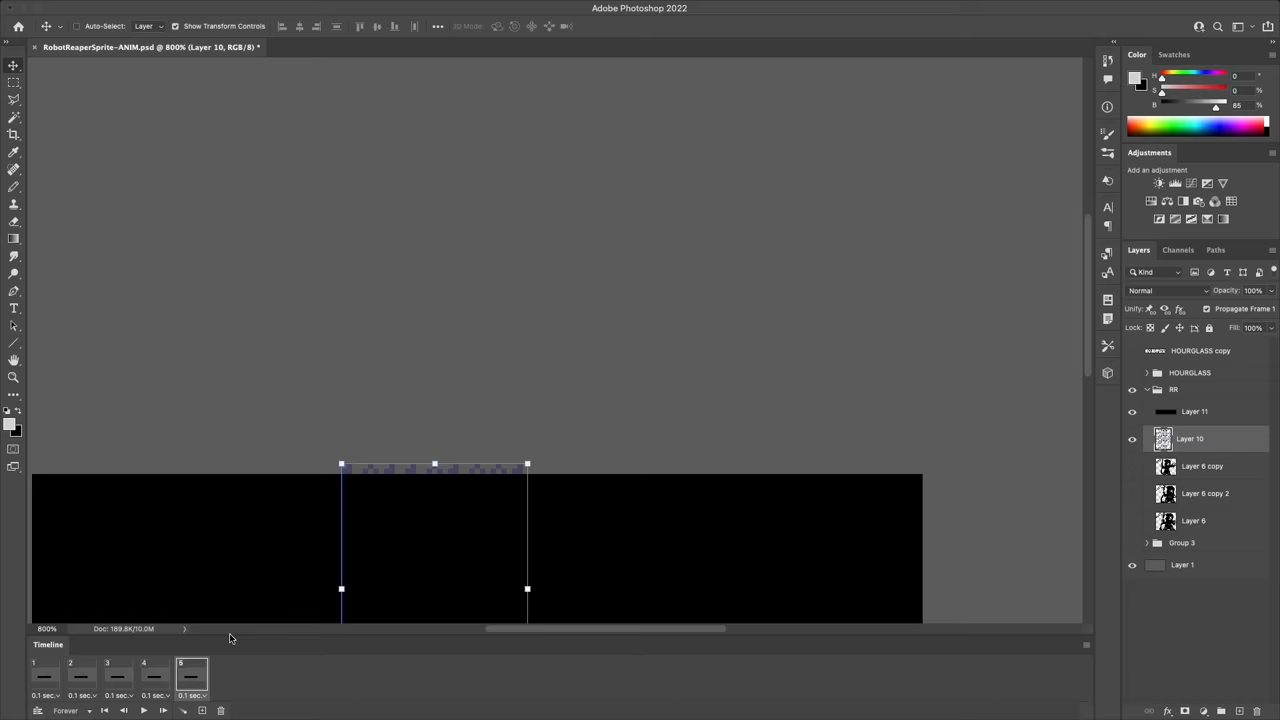 Adobe Photoshop 2022
Auto-Select: Layer Show Transform Controls 3D Mode:
RobotReaperSprite-ANIM.psd @ 800% (Layer 10, RGB/8) *
Color Swatches
H 0 °
S 0 %
B 85 %
Adjustments
Add an adjustment
Layers Channels Paths
Kind
Normal Opacity: 100%
Unify: Propagate Frame 1
Lock: Fill: 100%
HOURGLASS copy
HOURGLASS
RR
Layer 11
Layer 10
Layer 6 copy
Layer 6 copy 2
Layer 6
Group 3
Layer 1
800% Doc: 189.8K/10.0M
Timeline
1 2 3 4 5
0.1 sec. 0.1 sec. 0.1 sec. 0.1 sec. 0.1 sec.
Forever